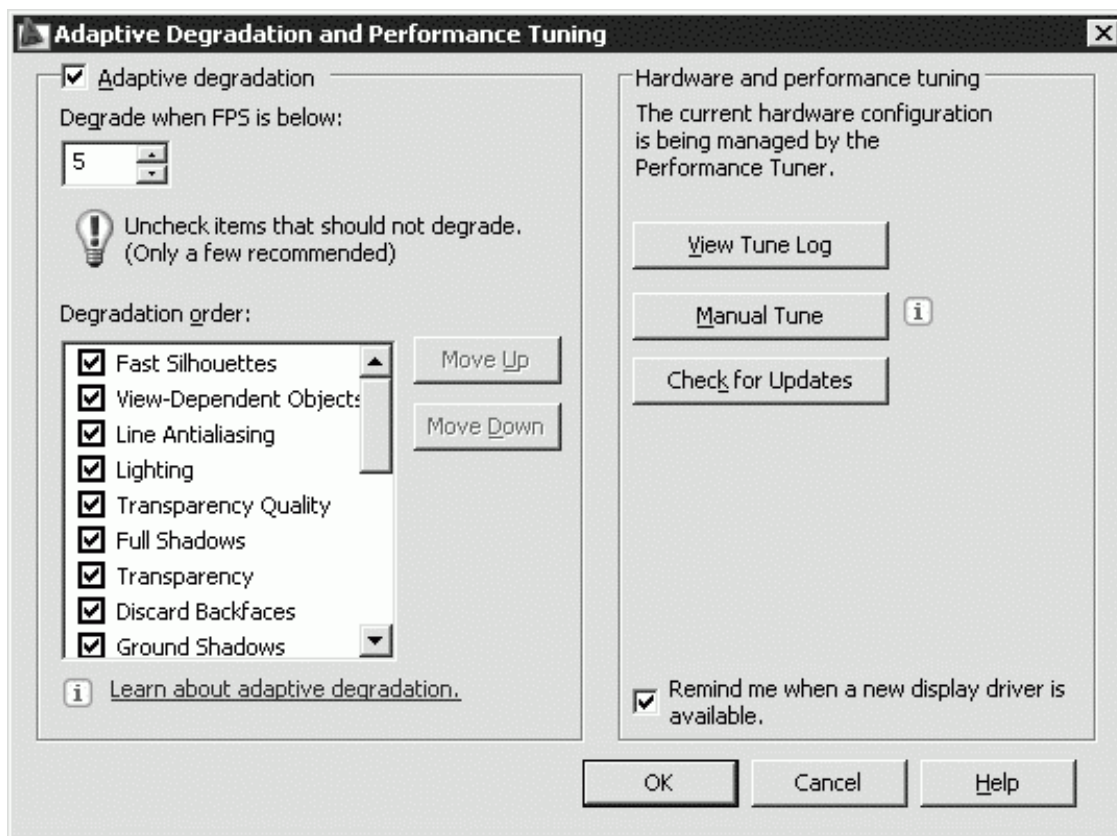 Adaptive Degradation and Performance Tuning
Adaptive degradation
Degrade when FPS is below:
5
Uncheck items that should not degrade.
(Only a few recommended)
Degradation order:
Fast Silhouettes
View-Dependent Objects
Line Antialiasing
Lighting
Transparency Quality
Full Shadows
Transparency
Discard Backfaces
Ground Shadows
Move Up
Move Down
Learn about adaptive degradation.
Hardware and performance tuning
The current hardware configuration
is being managed by the
Performance Tuner.
View Tune Log
Manual Tune
Check for Updates
Remind me when a new display driver is
available.
OK
Cancel
Help